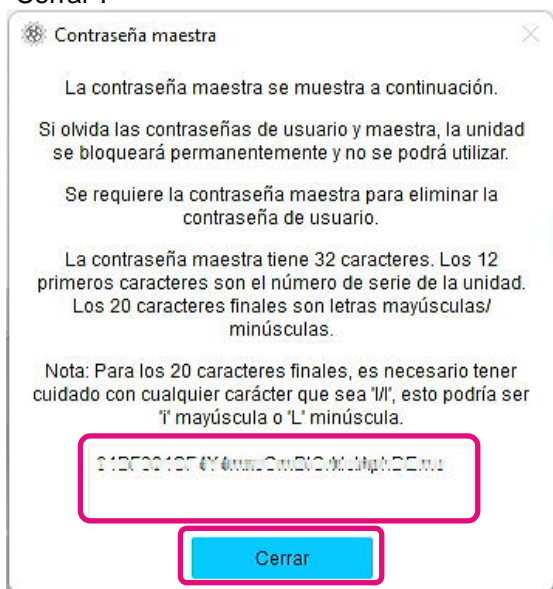 Contraseña maestra
La contraseña maestra se muestra a continuación.
Si olvida las contraseñas de usuario y maestra, la unidad
se bloqueará permanentemente y no se podrá utilizar.
Se requiere la contraseña maestra para eliminar la
contraseña de usuario.
La contraseña maestra tiene 32 caracteres. Los 12
primeros caracteres son el número de serie de la unidad.
Los 20 caracteres finales son letras mayúsculas/
minúsculas.
Nota: Para los 20 caracteres finales, es necesario tener
cuidado con cualquier carácter que sea 'I/l', esto podría ser
'i' mayúscula o 'L' minúscula.
Cerrar